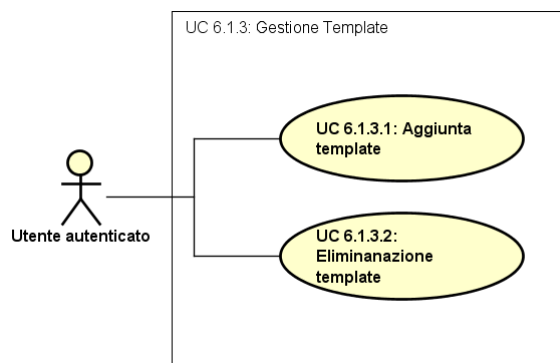 UC 6.1.3: Gestione Template
UC 6.1.3.1: Aggiunta
template
Utente autenticato
UC 6.1.3.2:
Eliminanazione
template